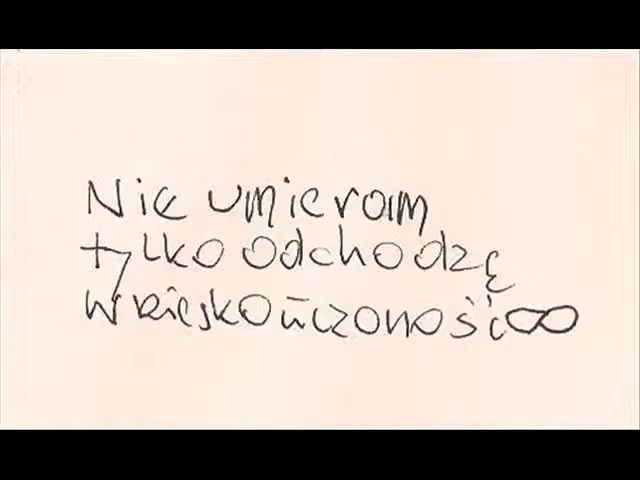 Nie umieram
tylko odchodzę
w nieskończoność ∞